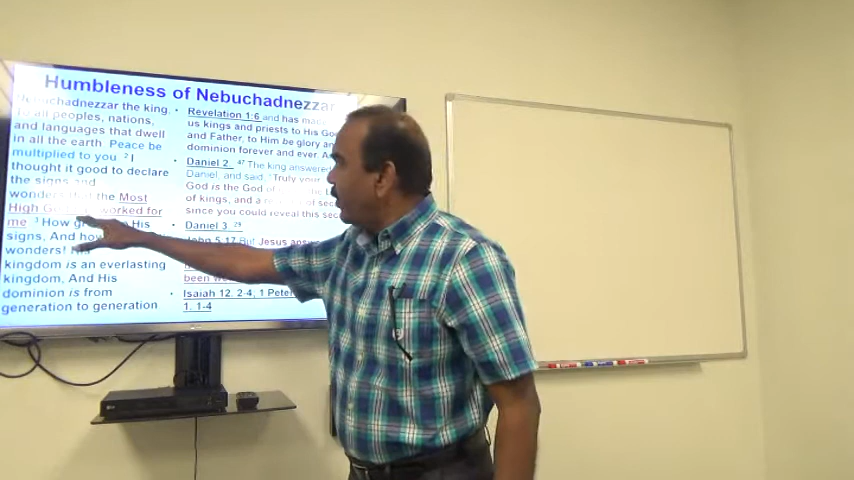 Humbleness of Nebuchadnezzar
Nebuchadnezzar the king,
To all peoples, nations,
and languages that dwell
in all the earth: Peace be
multiplied to you. 2 I
thought it good to declare
the signs and
wonders that the Most
High God worked for
me. 3 How great His
signs, And how
wonders! His
kingdom is an everlasting
kingdom, And His
dominion is from
generation to generation
• Revelation 1:6 and has made
us kings and priests to His God
and Father, to Him be glory and
dominion forever and ever.
• Daniel 2. 47 The king answered
Daniel, and said, "Truly your
God is the God of
of kings, and a
since you could reveal this secret
• Daniel 3. 29
John 5.17 But Jesus
been
• Isaiah 12. 2-4, 1 Peter
1. 1-4